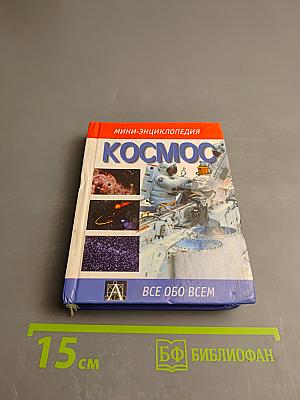 МИНИ-ЭНЦИКЛОПЕДИЯ
КОСМОС
ВСЕ ОБО ВСЕМ
15 см
БФ БИБЛИОФАН